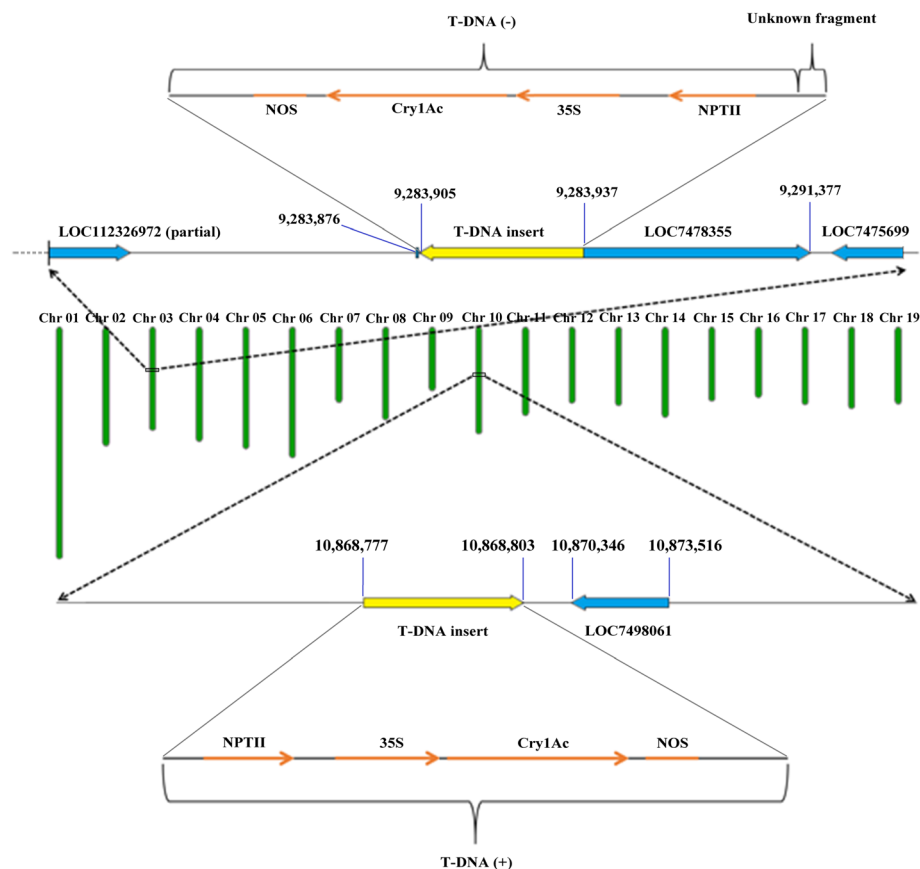 T-DNA (-)
Unknown fragment
NOS
Cry1Ac
35S
NPTII
9,283,876
9,283,905
9,283,937
9,291,377
LOC112326972 (partial)
T-DNA insert
LOC7478355
LOC7475699
Chr 01 Chr 02 Chr 03 Chr 04 Chr 05 Chr 06 Chr 07 Chr 08 Chr 09 Chr 10 Chr 11 Chr 12 Chr 13 Chr 14 Chr 15 Chr 16 Chr 17 Chr 18 Chr 19
10,868,777
10,868,803
10,870,346
10,873,516
T-DNA insert
LOC7498061
NPTII
35S
Cry1Ac
NOS
T-DNA (+)